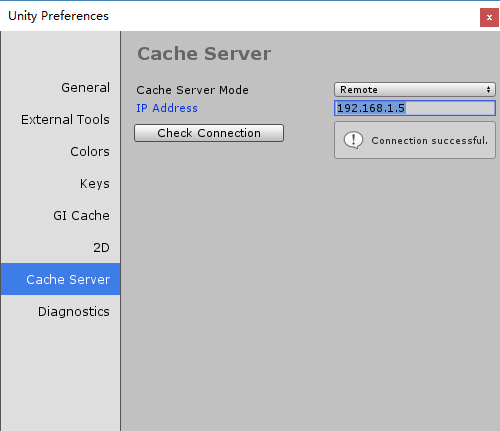 Unity Preferences
x
General
External Tools
Colors
Keys
GI Cache
2D
Cache Server
Diagnostics
Cache Server
Cache Server Mode
Remote
IP Address
192.168.1.5
Check Connection
Connection successful.